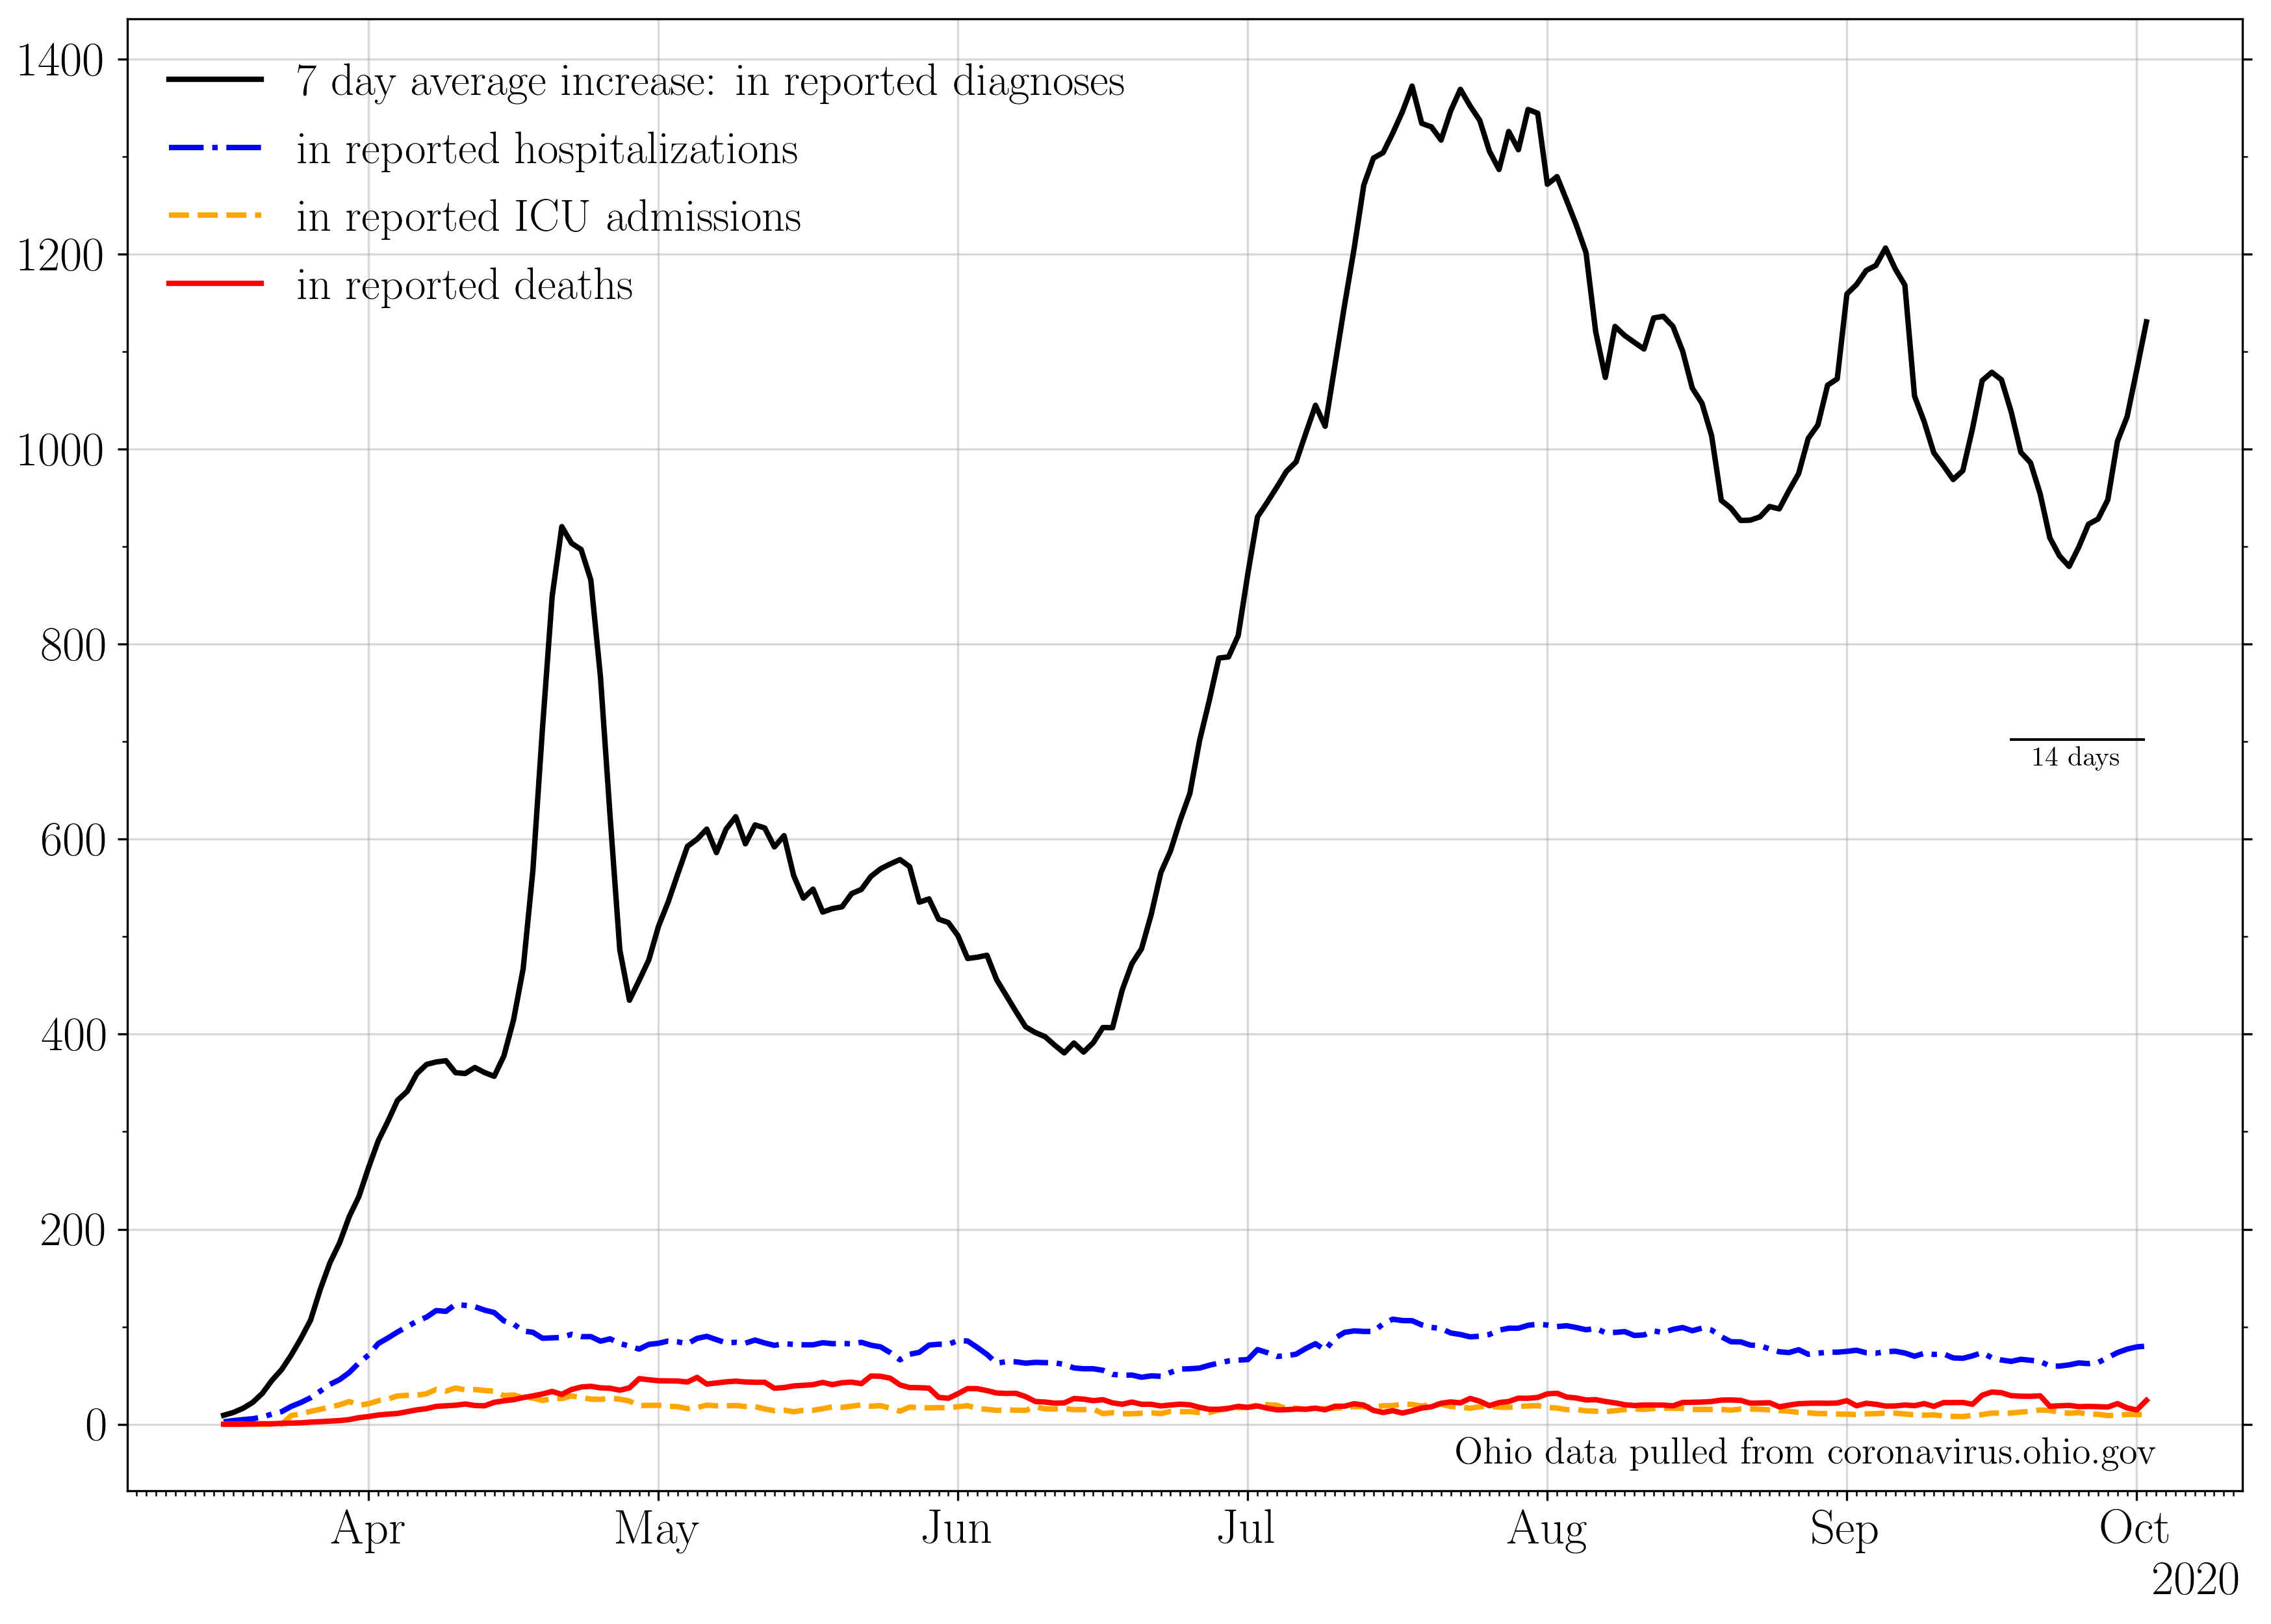 1400
1200
1000
800
600
400
200
0
7 day average increase: in reported diagnoses
in reported hospitalizations
in reported ICU admissions
in reported deaths
14 days
Ohio data pulled from coronavirus.ohio.gov
Apr May Jun Jul Aug Sep Oct
2020